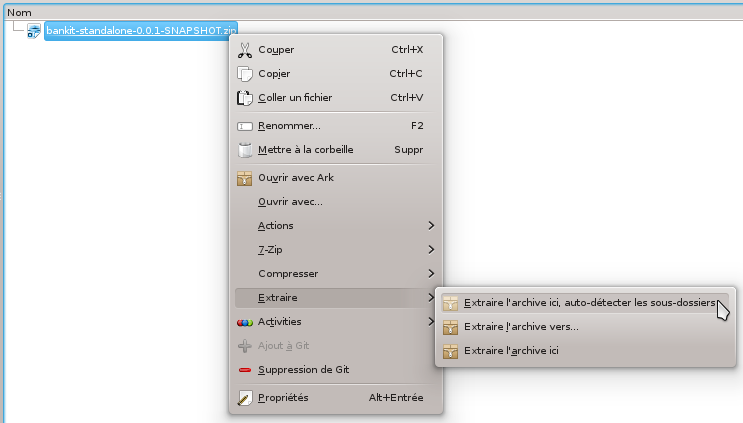 Nom
bankit-standalone-0.0.1-SNAPSHOT.zip
Couper Ctrl+X
Copier Ctrl+C
Coller un fichier Ctrl+V
Renommer... F2
Mettre à la corbeille Suppr
Ouvrir avec Ark
Ouvrir avec...
Actions
7-Zip
Compresser
Extraire
Extraire l'archive ici, auto-détecter les sous-dossiers
Extraire l'archive vers...
Extraire l'archive ici
Activities
Ajout à Git
Suppression de Git
Propriétés Alt+Entrée